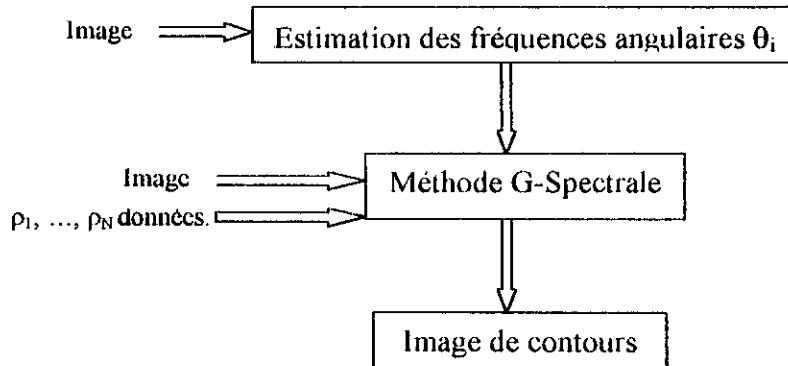 Image
Estimation des fréquences angulaires θi
Image
Méthode G-Spectrale
ρ1, ..., ρN données.
Image de contours